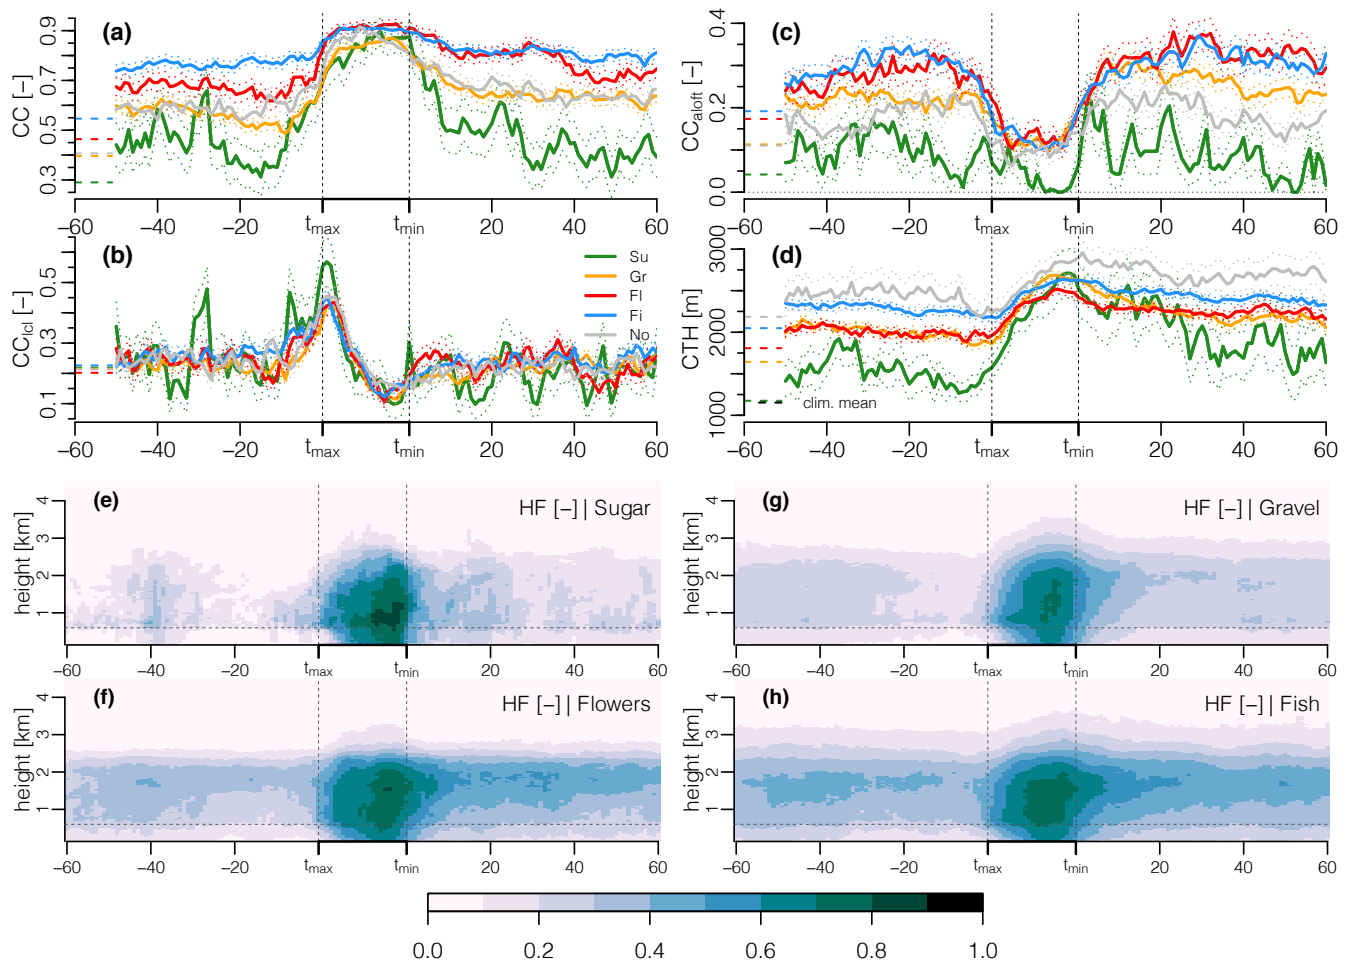 (a)
CC [−]
0.3 0.5 0.7 0.9
−60 −40 −20 tmax tmin 20 40 60
(c)
CCaloft [−]
0.0 0.2 0.4
−60 −40 −20 tmax tmin 20 40 60
(b)
CClcl [−]
0.1 0.3 0.5
Su
Gr
Fl
Fi
No
−60 −40 −20 tmax tmin 20 40 60
(d)
CTH [m]
1000 2000 3000
clim. mean
−60 −40 −20 tmax tmin 20 40 60
(e)
HF [−] | Sugar
height [km]
1 2 3 4
−60 −40 −20 tmax tmin 20 40 60
(g)
HF [−] | Gravel
height [km]
1 2 3 4
−60 −40 −20 tmax tmin 20 40 60
(f)
HF [−] | Flowers
height [km]
1 2 3 4
−60 −40 −20 tmax tmin 20 40 60
(h)
HF [−] | Fish
height [km]
1 2 3 4
−60 −40 −20 tmax tmin 20 40 60
0.0 0.2 0.4 0.6 0.8 1.0